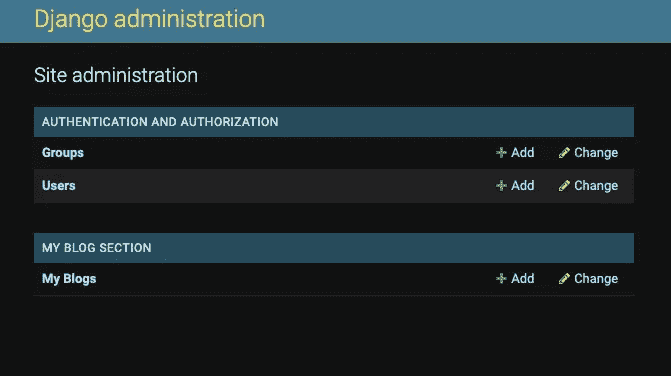 Django administration
Site administration
AUTHENTICATION AND AUTHORIZATION
Groups Add Change
Users Add Change
MY BLOG SECTION
My Blogs Add Change